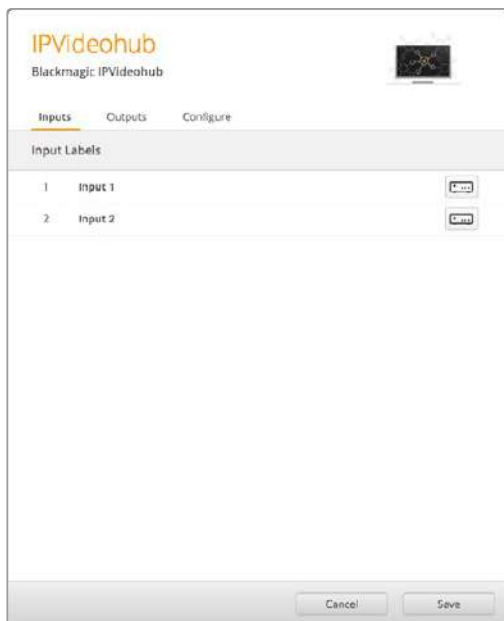 IPVideohub
Blackmagic IPVideohub
Inputs Outputs Configure
Input Labels
1 Input 1
2 Input 2
Cancel Save